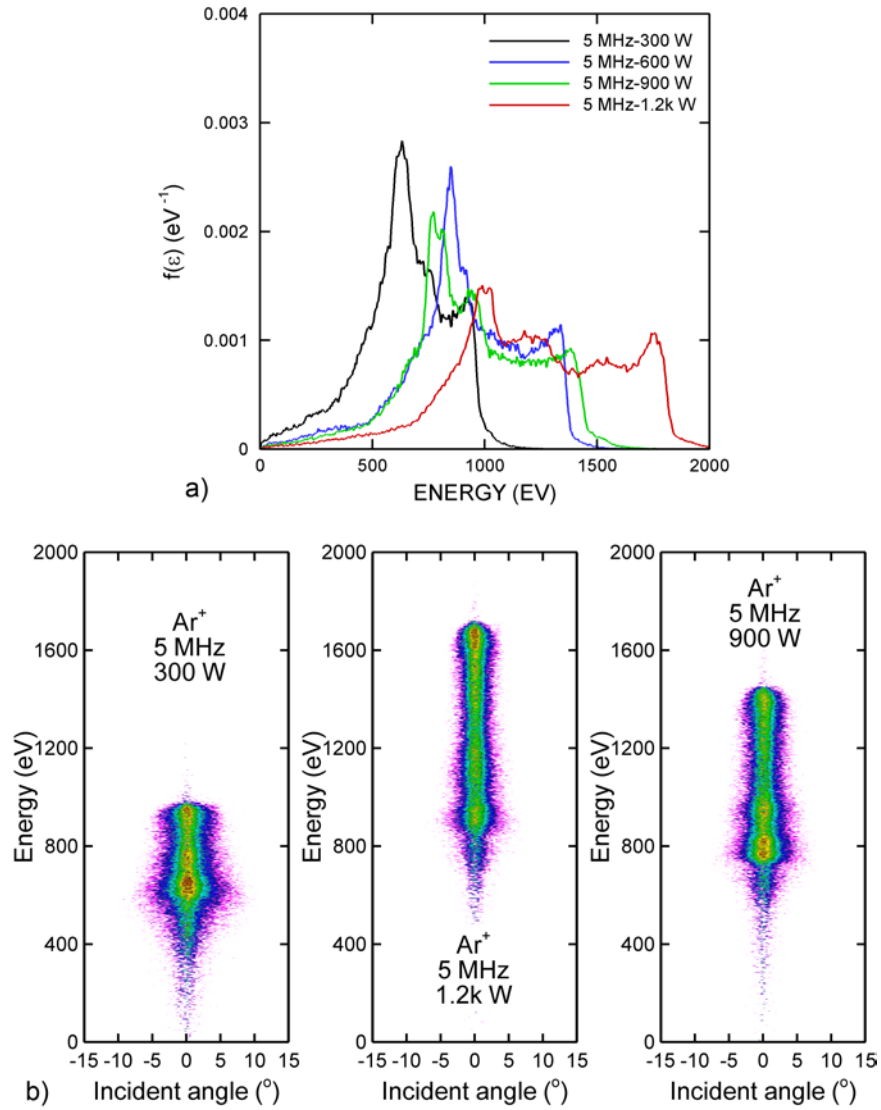 0.004
0.003
0.002
0.001
0
f(ε) (eV⁻¹)
5 MHz-300 W
5 MHz-600 W
5 MHz-900 W
5 MHz-1.2k W
0 500 1000 1500 2000
ENERGY (EV)
a)
2000
1600
1200
800
400
0
Energy (eV)
Ar⁺
5 MHz
300 W
-15 -10 -5 0 5 10 15
Incident angle (°)
2000
1600
1200
800
400
0
Energy (eV)
Ar⁺
5 MHz
1.2k W
-15 -10 -5 0 5 10 15
Incident angle (°)
2000
1600
1200
800
400
0
Energy (eV)
Ar⁺
5 MHz
900 W
-15 -10 -5 0 5 10 15
Incident angle (°)
b)